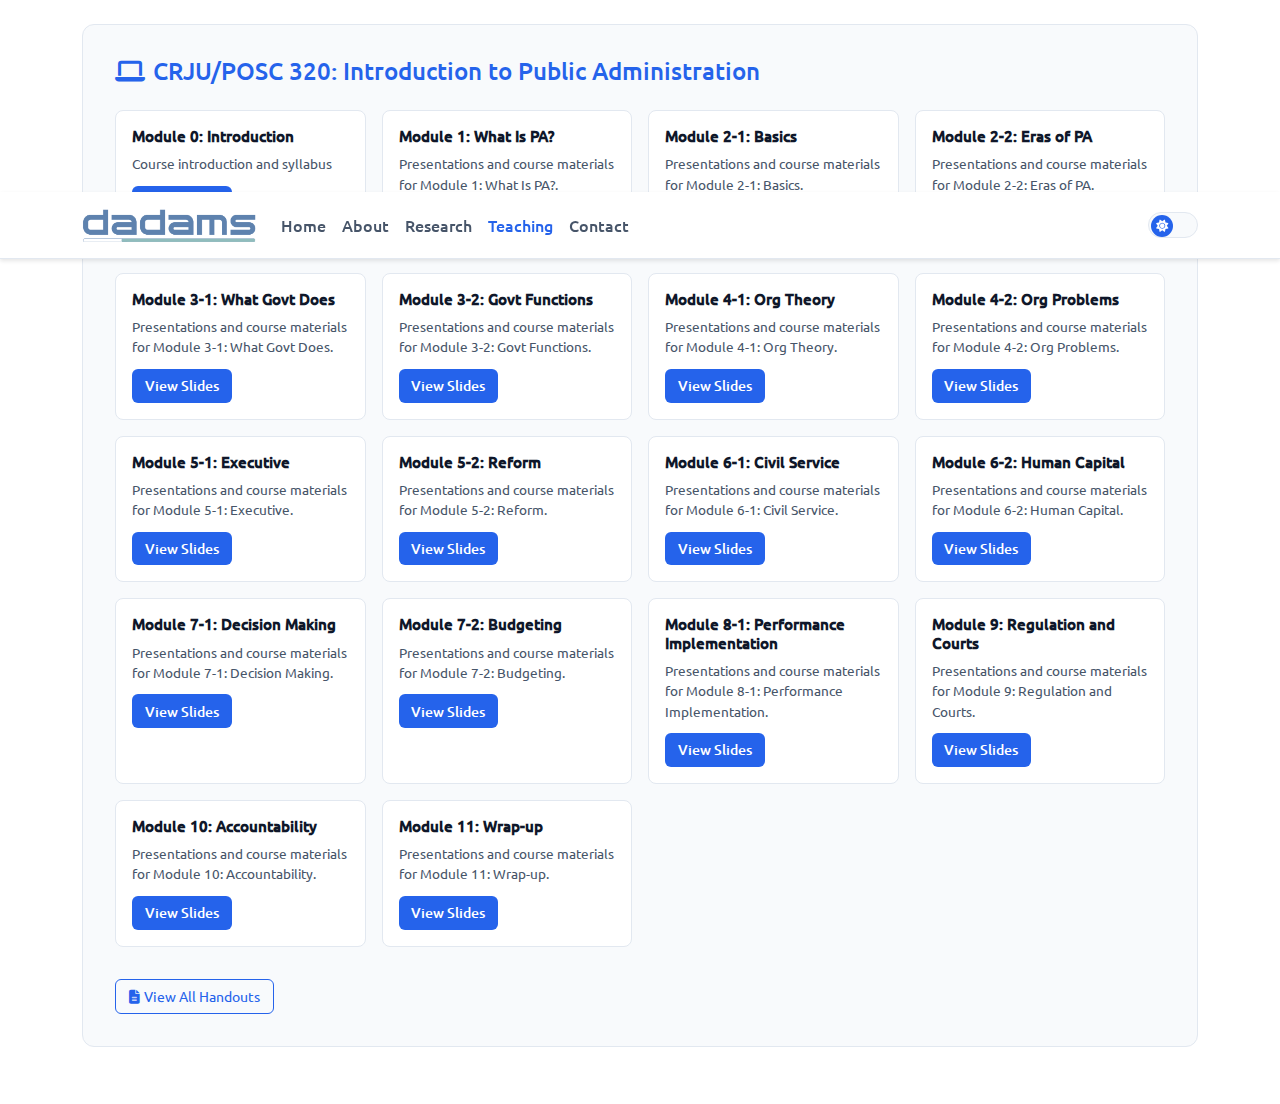 CRJU/POSC 320: Introduction to Public Administration
Module 0: Introduction
Course introduction and syllabus
Module 1: What Is PA?
Presentations and course materials
for Module 1: What Is PA?.
Module 2-1: Basics
Presentations and course materials
for Module 2-1: Basics.
Module 2-2: Eras of PA
Presentations and course materials
for Module 2-2: Eras of PA.
dadams
Home
About
Research
Teaching
Contact
Module 3-1: What Govt Does
Presentations and course materials
for Module 3-1: What Govt Does.
View Slides
Module 3-2: Govt Functions
Presentations and course materials
for Module 3-2: Govt Functions.
View Slides
Module 4-1: Org Theory
Presentations and course materials
for Module 4-1: Org Theory.
View Slides
Module 4-2: Org Problems
Presentations and course materials
for Module 4-2: Org Problems.
View Slides
Module 5-1: Executive
Presentations and course materials
for Module 5-1: Executive.
View Slides
Module 5-2: Reform
Presentations and course materials
for Module 5-2: Reform.
View Slides
Module 6-1: Civil Service
Presentations and course materials
for Module 6-1: Civil Service.
View Slides
Module 6-2: Human Capital
Presentations and course materials
for Module 6-2: Human Capital.
View Slides
Module 7-1: Decision Making
Presentations and course materials
for Module 7-1: Decision Making.
View Slides
Module 7-2: Budgeting
Presentations and course materials
for Module 7-2: Budgeting.
View Slides
Module 8-1: Performance
Implementation
Presentations and course materials
for Module 8-1: Performance
Implementation.
View Slides
Module 9: Regulation and
Courts
Presentations and course materials
for Module 9: Regulation and
Courts.
View Slides
Module 10: Accountability
Presentations and course materials
for Module 10: Accountability.
View Slides
Module 11: Wrap-up
Presentations and course materials
for Module 11: Wrap-up.
View Slides
View All Handouts